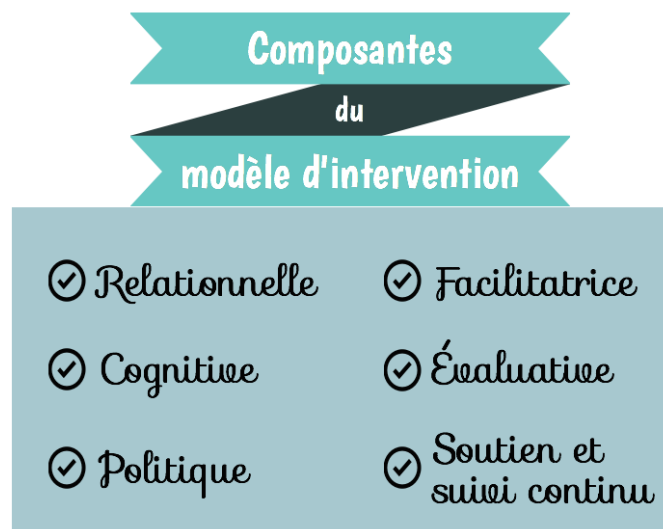 Composantes
du
modèle d'intervention
Relationnelle
Cognitive
Politique
Facilitatrice
Évaluative
Soutien et
suivi continu